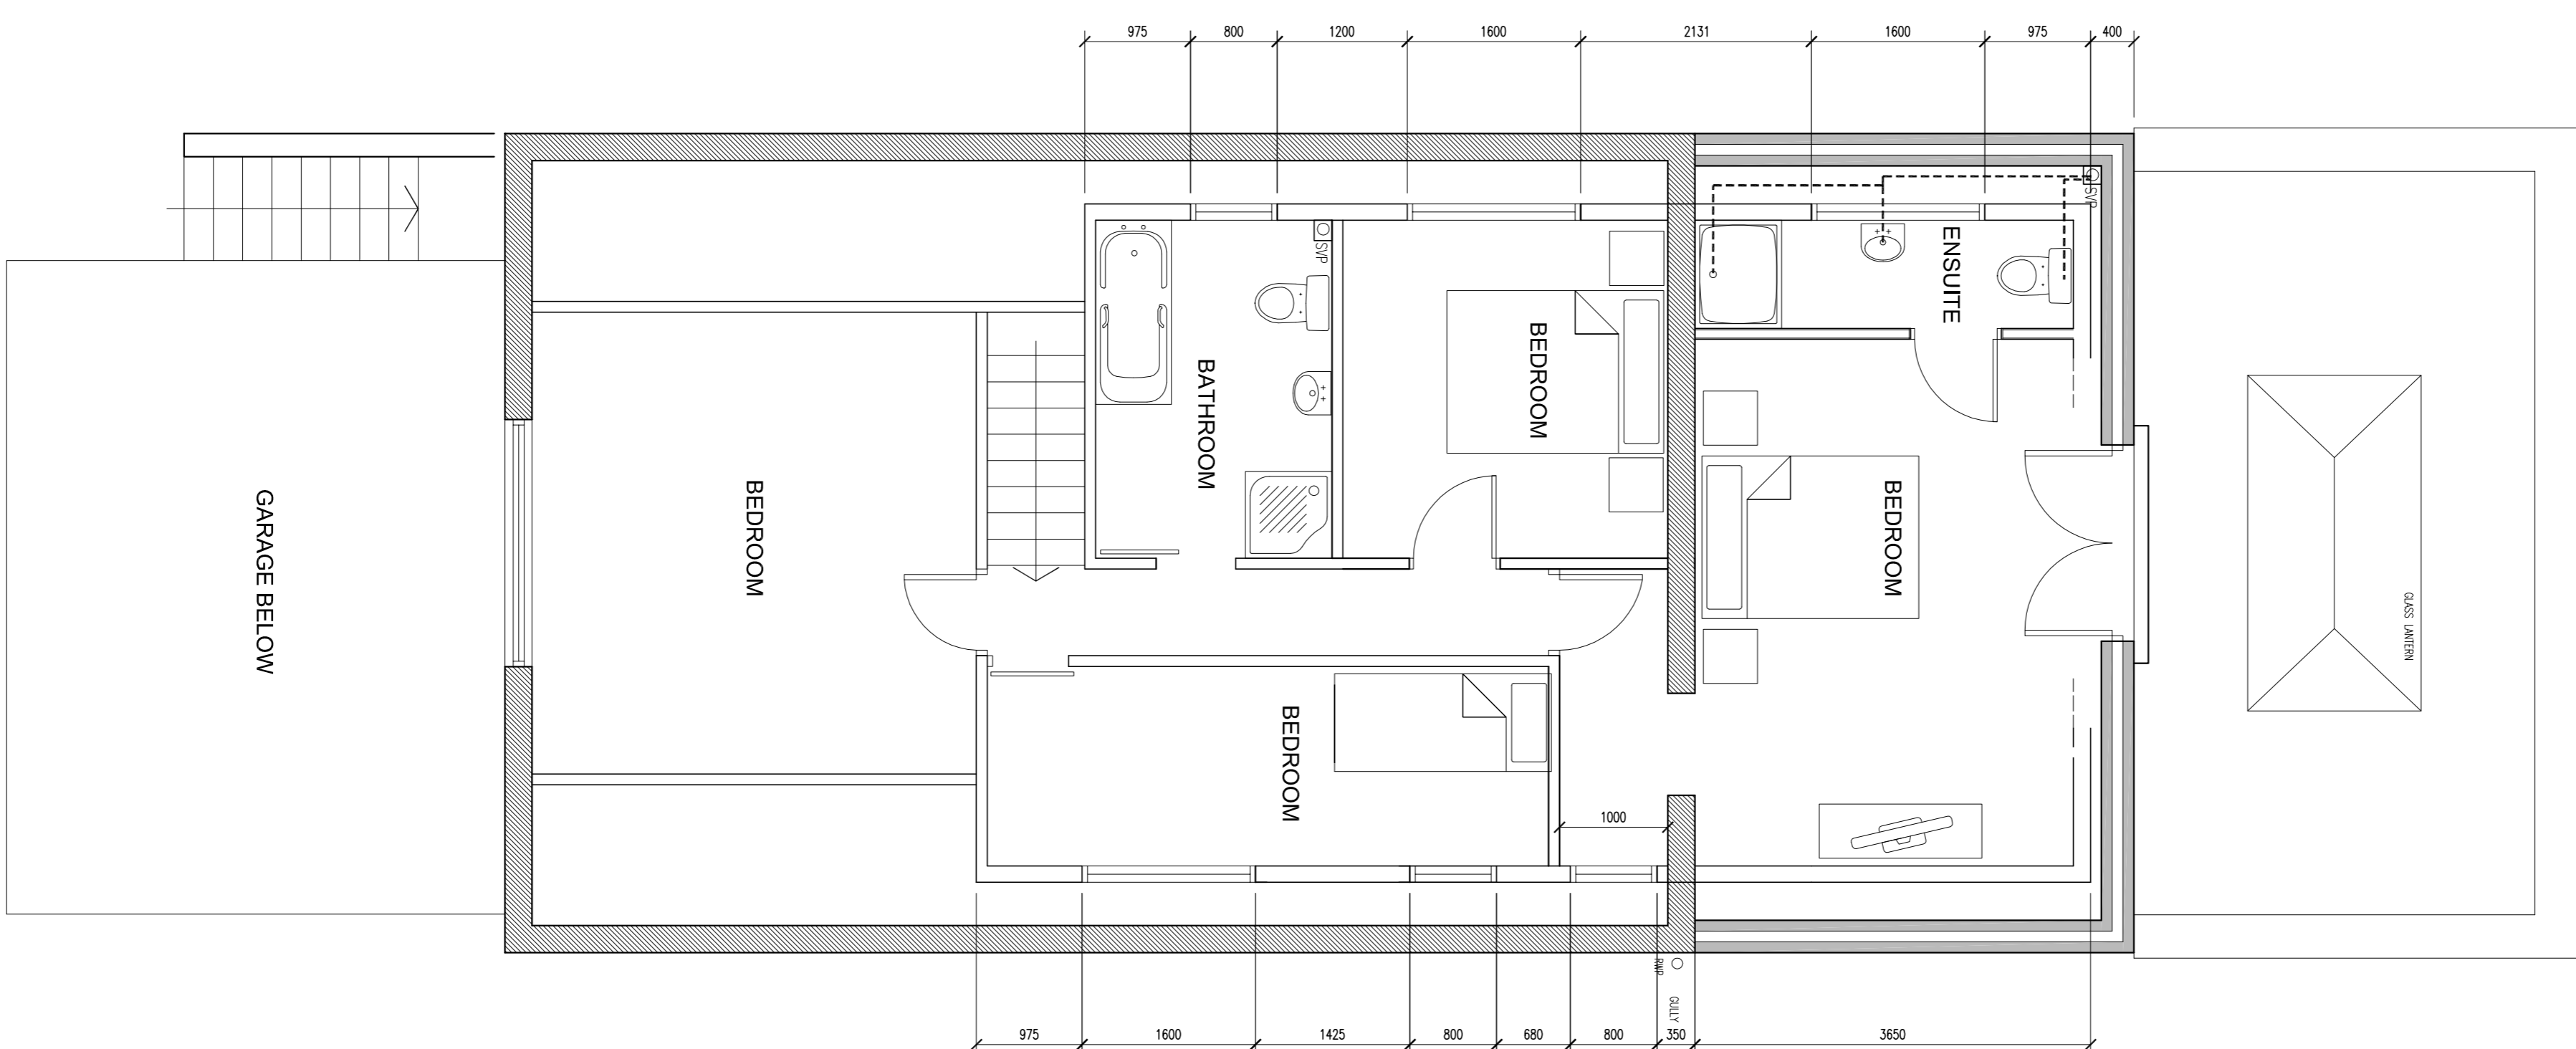 975
800
1200
1600
2131
1600
975
400
SVP
ENSUITE
SVP
BATHROOM
BEDROOM
BEDROOM
BEDROOM
GARAGE BELOW
GLASS LANTERN
BEDROOM
1000
RWP
GULLY
975
1600
1425
800
680
800
350
3650